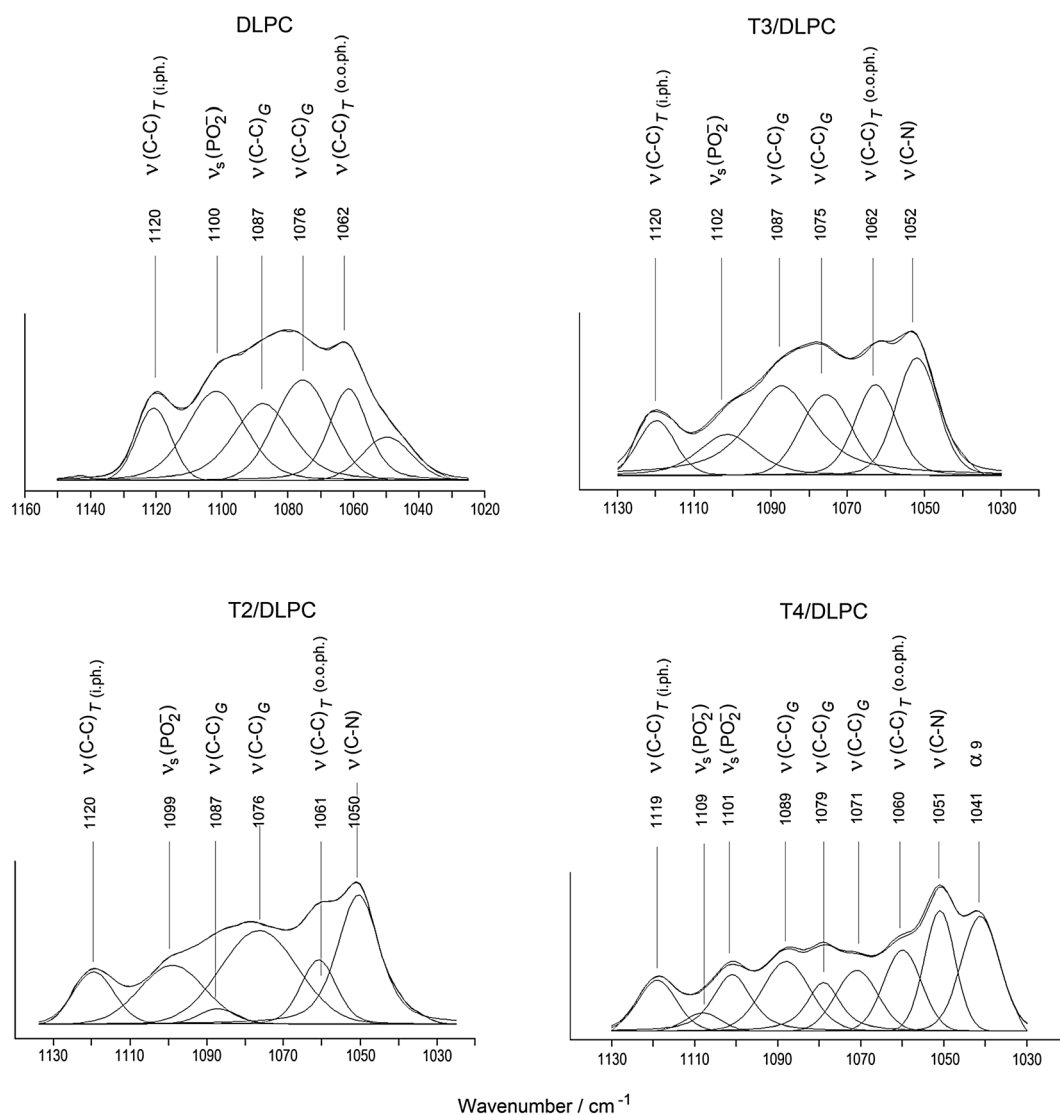 DLPC
ν (C-C)T (i.ph.)
νs(PO2−)
ν (C-C)G
ν (C-C)G
ν (C-C)T (o.o.ph.)
1120
1100
1087
1076
1062
1160 1140 1120 1100 1080 1060 1040 1020
T3/DLPC
ν (C-C)T (i.ph.)
νs(PO2−)
ν (C-C)G
ν (C-C)G
ν (C-C)T (o.o.ph.)
ν (C-N)
1120
1102
1087
1075
1062
1052
1130 1110 1090 1070 1050 1030
T2/DLPC
ν (C-C)T (i.ph.)
νs(PO2−)
ν (C-C)G
ν (C-C)G
ν (C-C)T (o.o.ph.)
ν (C-N)
1120
1099
1087
1076
1061
1050
1130 1110 1090 1070 1050 1030
T4/DLPC
ν (C-C)T (i.ph.)
νs(PO2−)
νs(PO2−)
ν (C-C)G
ν (C-C)G
ν (C-C)G
ν (C-C)T (o.o.ph.)
ν (C-N)
α 9
1119
1109
1101
1089
1079
1071
1060
1051
1041
1130 1110 1090 1070 1050 1030
Wavenumber / cm-1